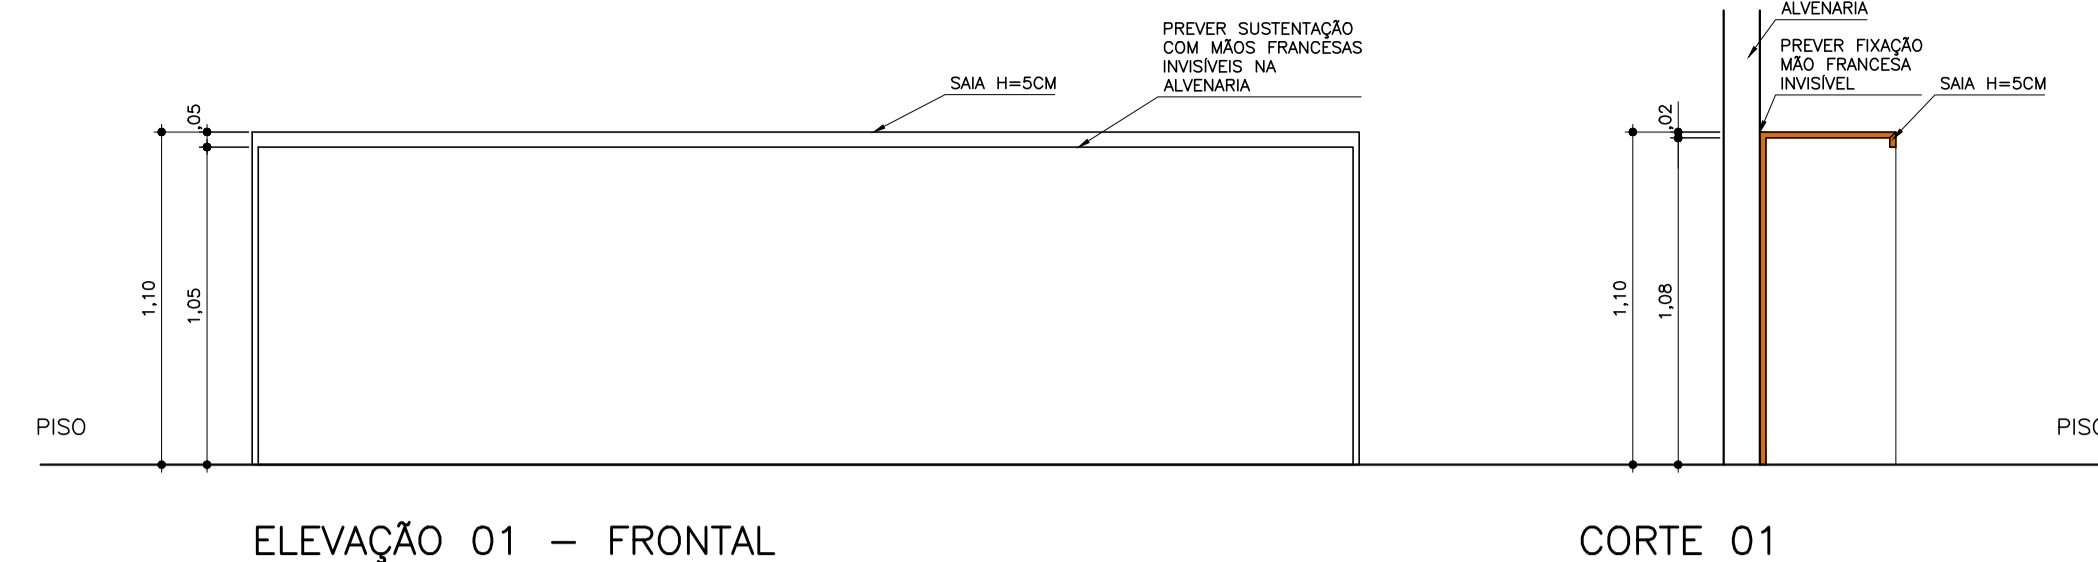 PREVER SUSTENTAÇÃO
COM MÃOS FRANCESAS
INVISÍVEIS NA
ALVENARIA
SAIA H=5CM
,05
1,10
1,05
PISO
ELEVAÇÃO 01 – FRONTAL
ALVENARIA
PREVER FIXAÇÃO
MÃO FRANCESA
INVISÍVEL
SAIA H=5CM
,02
1,10
1,08
PISO
CORTE 01